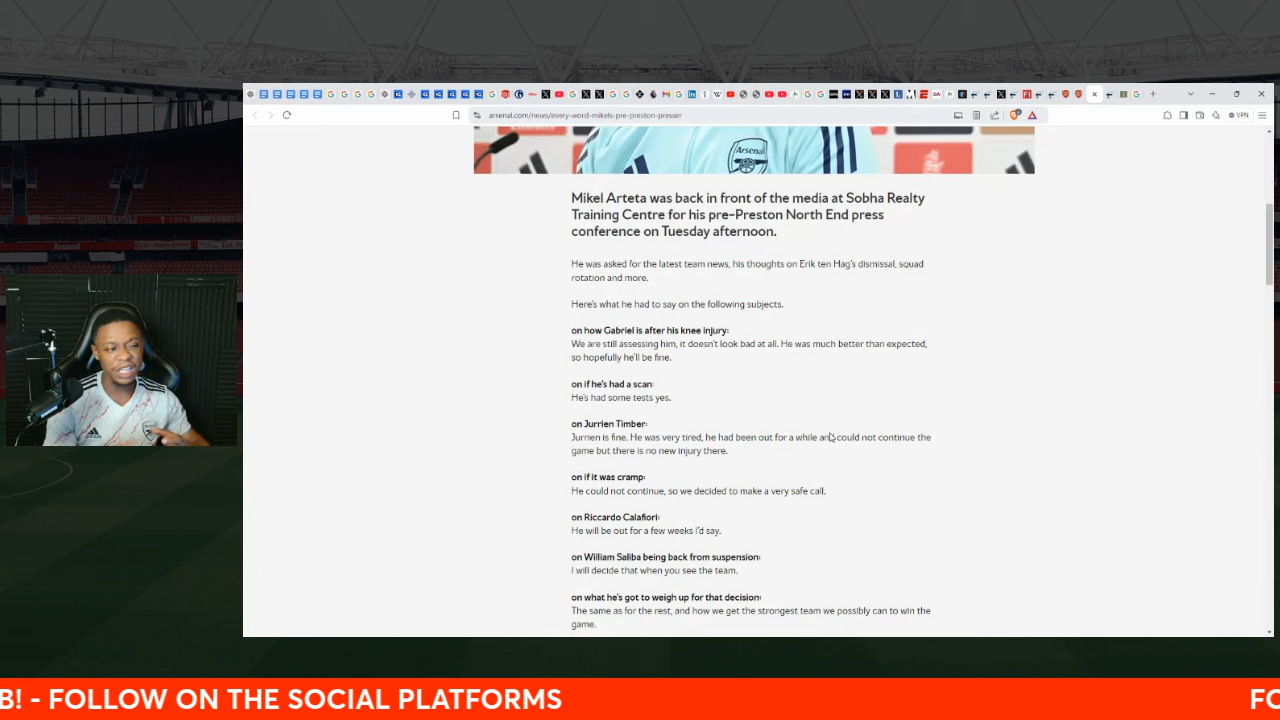 arsenal.com/news/every-word-mikels-pre-preston-presser
VPN
Arsenal
Mikel Arteta was back in front of the media at Sobha Realty
Training Centre for his pre-Preston North End press
conference on Tuesday afternoon.
He was asked for the latest team news, his thoughts on Erik ten Hag's dismissal, squad
rotation and more.
Here's what he had to say on the following subjects.
on how Gabriel is after his knee injury:
We are still assessing him, it doesn't look bad at all. He was much better than expected,
so hopefully he'll be fine.
on if he's had a scan:
He's had some tests yes.
on Jurrien Timber:
Jurrien is fine. He was very tired, he had been out for a while and could not continue the
game but there is no new injury there.
on if it was cramp:
He could not continue, so we decided to make a very safe call.
on Riccardo Calafiori:
He will be out for a few weeks I'd say.
on William Saliba being back from suspension:
I will decide that when you see the team.
on what he's got to weigh up for that decision:
The same as for the rest, and how we get the strongest team we possibly can to win the
game.
Arsenal
B! - FOLLOW ON THE SOCIAL PLATFORMS
FO